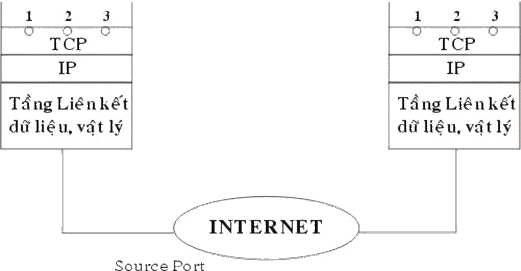 1 2 3
TCP
IP
Tầng Liên kết
dữ liệu, vật lý
1 2 3
TCP
IP
Tầng Liên kết
dữ liệu, vật lý
INTERNET
Source Port